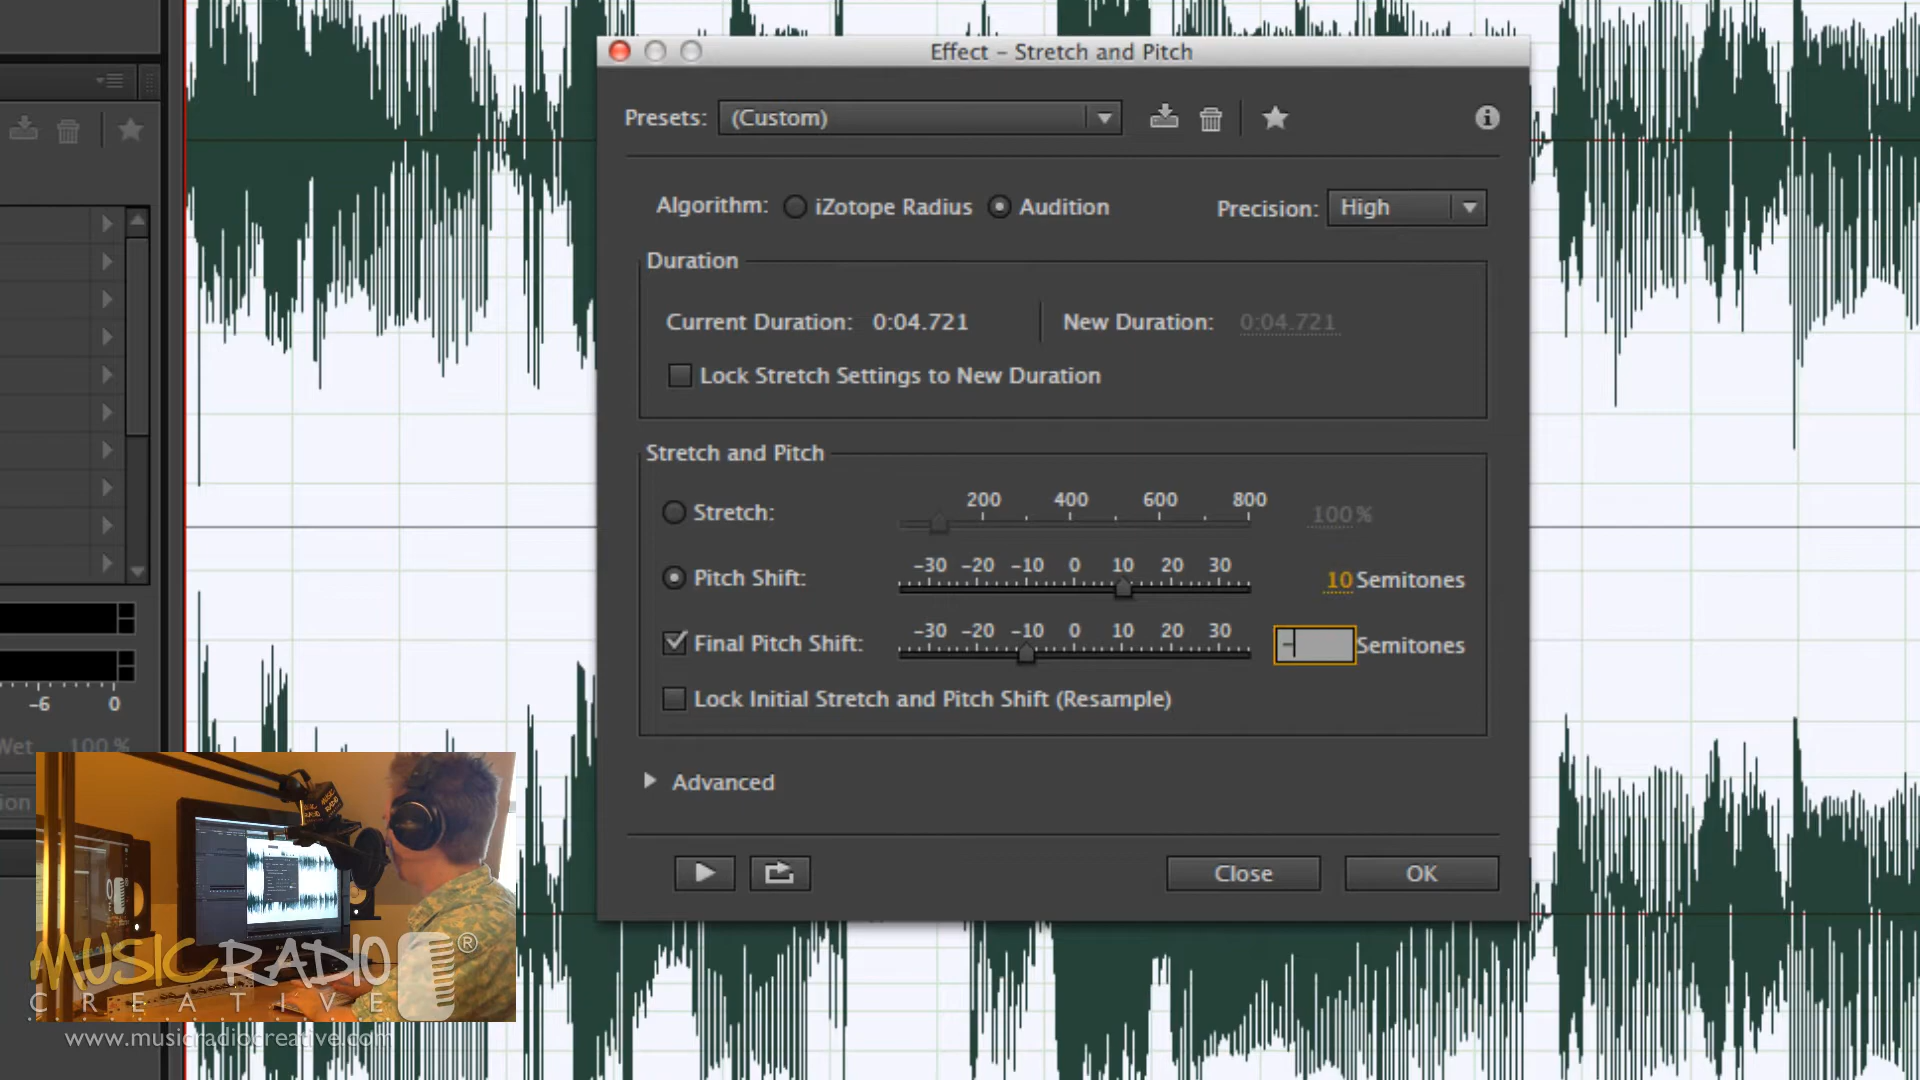 Effect – Stretch and Pitch
Presets: (Custom)
Algorithm: iZotope Radius Audition Precision: High
Duration
Current Duration: 0:04.721 New Duration: 0:04.721
Lock Stretch Settings to New Duration
Stretch and Pitch
200 400 600 800
Stretch: 100%
-30 -20 -10 0 10 20 30
Pitch Shift: 10 Semitones
-30 -20 -10 0 10 20 30
Final Pitch Shift: - Semitones
Lock Initial Stretch and Pitch Shift (Resample)
Advanced
Close OK
-6 0
Wet 100 %
ion
MUSIC RADIO ®
CREATIVE
www.musicradiocreative.com